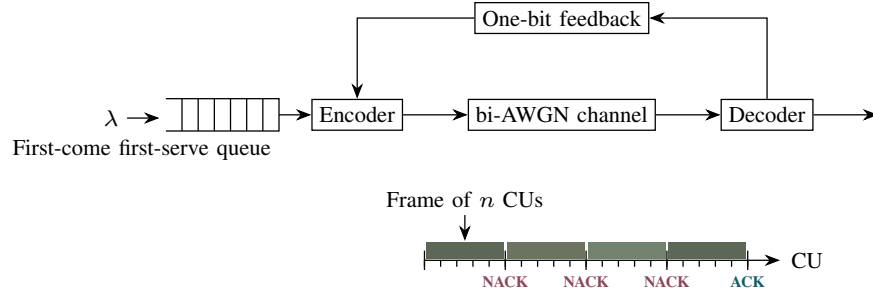 One-bit feedback
λ
Encoder
bi-AWGN channel
Decoder
First-come first-serve queue
Frame of n CUs
CU
NACK NACK NACK ACK